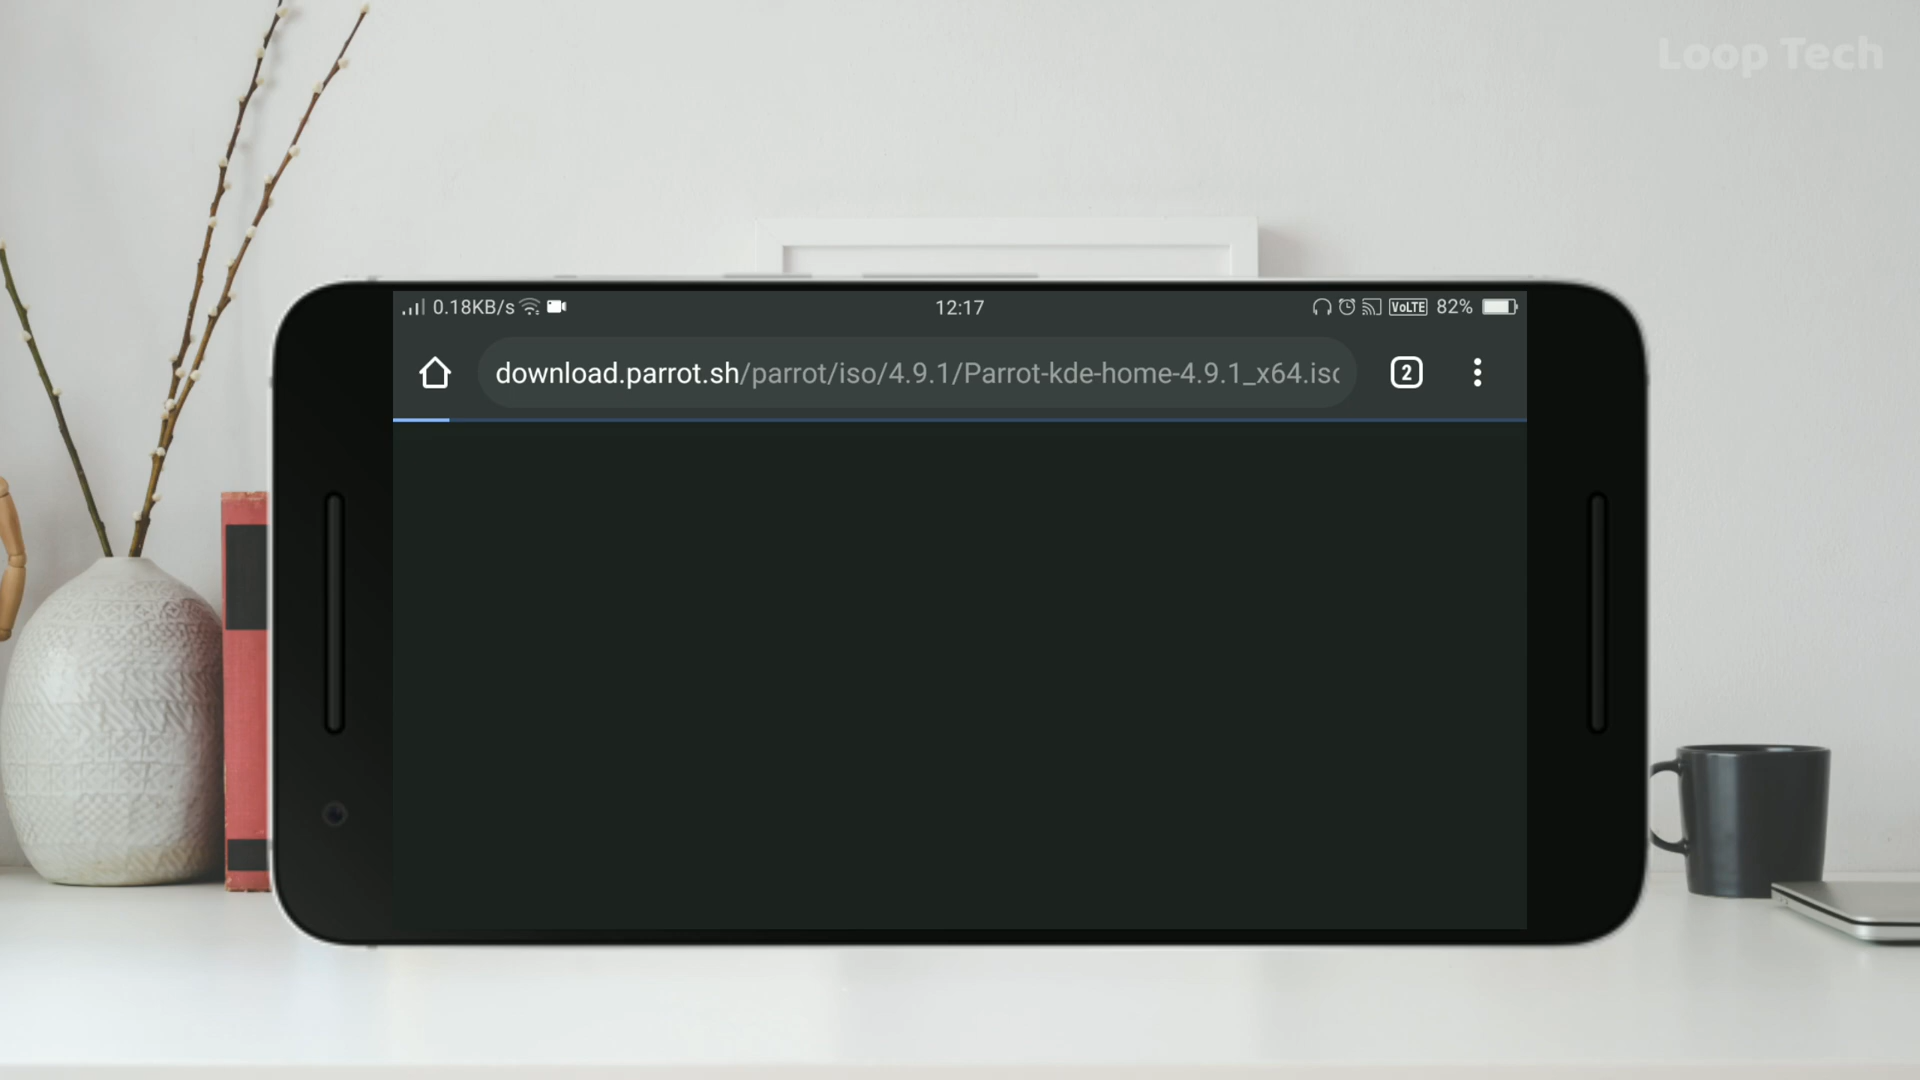 Loop Tech
0.18KB/s 12:17 VoLTE 82%
download.parrot.sh/parrot/iso/4.9.1/Parrot-kde-home-4.9.1_x64.iso 2